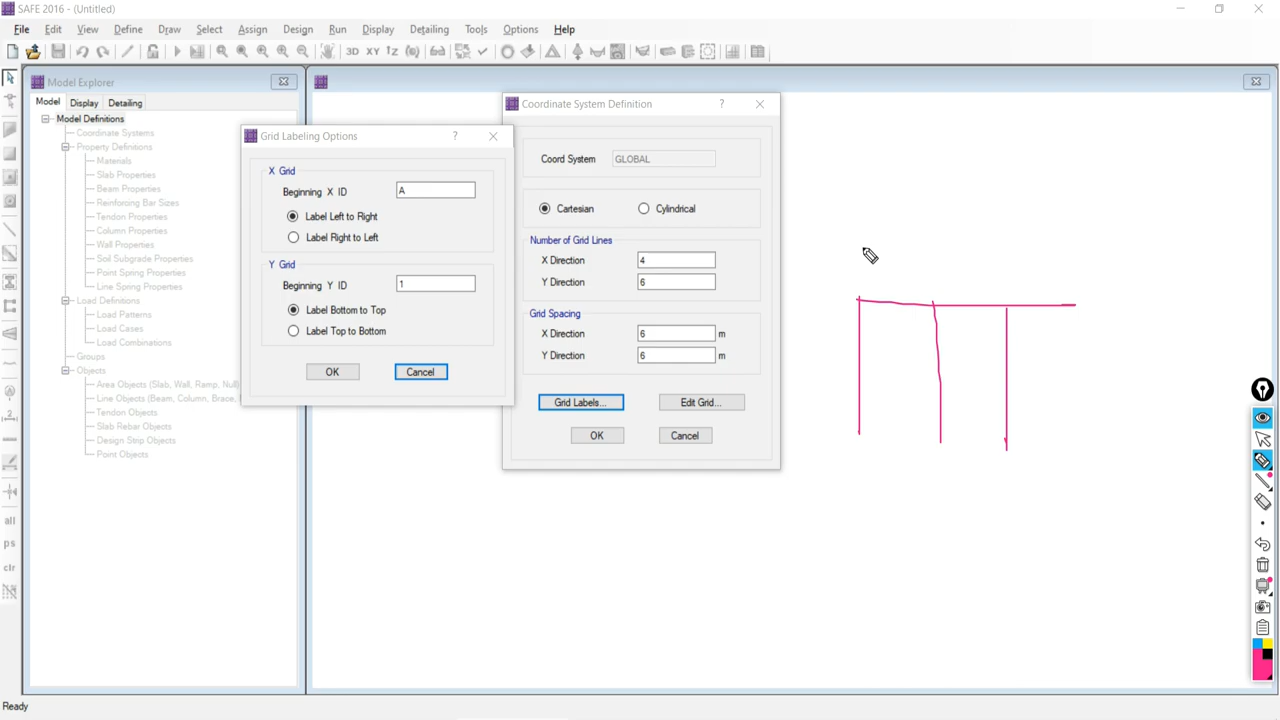 SAFE 2016 - (Untitled)
File Edit View Define Draw Select Assign Design Run Display Detailing Tools Options Help
3D XY
Model Explorer
Model Display Detailing
Model Definitions
Coordinate Systems
Property Definitions
Materials
Slab Properties
Beam Properties
Reinforcing Bar Sizes
Tendon Properties
Column Properties
Wall Properties
Soil Subgrade Properties
Point Spring Properties
Line Spring Properties
Load Definitions
Load Patterns
Load Cases
Load Combinations
Groups
Objects
Area Objects (Slab, Wall, Ramp, Null)
Line Objects (Beam, Column, Brace,
Tendon Objects
Slab Rebar Objects
Design Strip Objects
Point Objects
all
ps
clr
Grid Labeling Options ?
X Grid
Beginning X ID A
Label Left to Right
Label Right to Left
Y Grid
Beginning Y ID 1
Label Bottom to Top
Label Top to Bottom
OK Cancel
Coordinate System Definition ?
Coord System GLOBAL
Cartesian Cylindrical
Number of Grid Lines
X Direction 4
Y Direction 6
Grid Spacing
X Direction 6 m
Y Direction 6 m
Grid Labels... Edit Grid...
OK Cancel
Ready